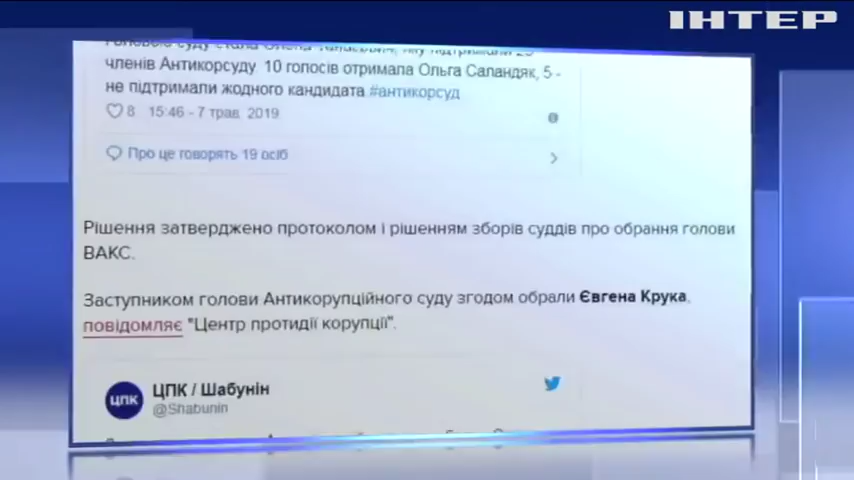 ІНТЕР
членів Антикорсуду. 10 голосів отримала Ольга Саландяк, 5 -
не підтримали жодного кандидата #антикорсуд
8 15:46 - 7 трав. 2019
Про це говорять 19 осіб
Рішення затверджено протоколом і рішенням зборів суддів про обрання голови
ВАКС.
Заступником голови Антикорупційного суду згодом обрали Євгена Крука,
повідомляє "Центр протидії корупції".
ЦПК
ЦПК / Шабунін
@Shabunin